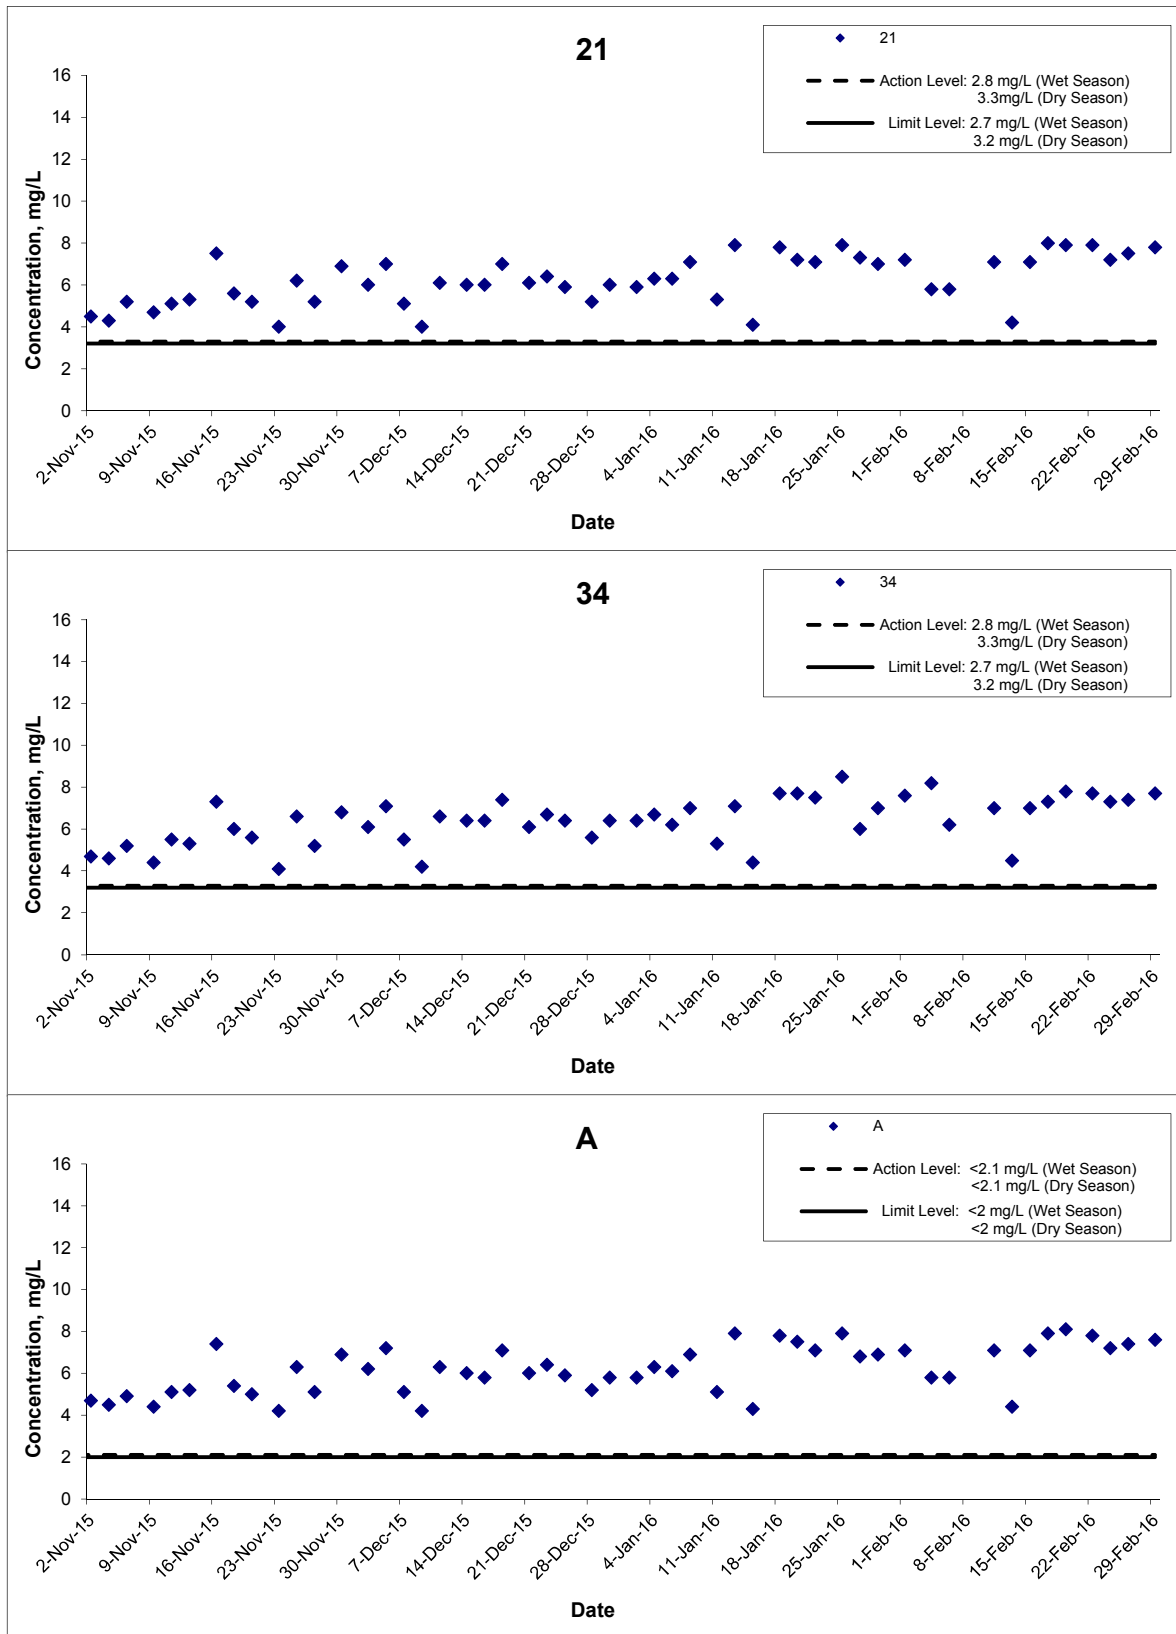 21
21
Action Level: 2.8 mg/L (Wet Season)
3.3mg/L (Dry Season)
Limit Level: 2.7 mg/L (Wet Season)
3.2 mg/L (Dry Season)
Concentration, mg/L
16
14
12
10
8
6
4
2
0
2-Nov-15
9-Nov-15
16-Nov-15
23-Nov-15
30-Nov-15
7-Dec-15
14-Dec-15
21-Dec-15
28-Dec-15
4-Jan-16
11-Jan-16
18-Jan-16
25-Jan-16
1-Feb-16
8-Feb-16
15-Feb-16
22-Feb-16
29-Feb-16
Date
34
34
Action Level: 2.8 mg/L (Wet Season)
3.3mg/L (Dry Season)
Limit Level: 2.7 mg/L (Wet Season)
3.2 mg/L (Dry Season)
Concentration, mg/L
16
14
12
10
8
6
4
2
0
2-Nov-15
9-Nov-15
16-Nov-15
23-Nov-15
30-Nov-15
7-Dec-15
14-Dec-15
21-Dec-15
28-Dec-15
4-Jan-16
11-Jan-16
18-Jan-16
25-Jan-16
1-Feb-16
8-Feb-16
15-Feb-16
22-Feb-16
29-Feb-16
Date
A
A
Action Level: <2.1 mg/L (Wet Season)
<2.1 mg/L (Dry Season)
Limit Level: <2 mg/L (Wet Season)
<2 mg/L (Dry Season)
Concentration, mg/L
16
14
12
10
8
6
4
2
0
2-Nov-15
9-Nov-15
16-Nov-15
23-Nov-15
30-Nov-15
7-Dec-15
14-Dec-15
21-Dec-15
28-Dec-15
4-Jan-16
11-Jan-16
18-Jan-16
25-Jan-16
1-Feb-16
8-Feb-16
15-Feb-16
22-Feb-16
29-Feb-16
Date